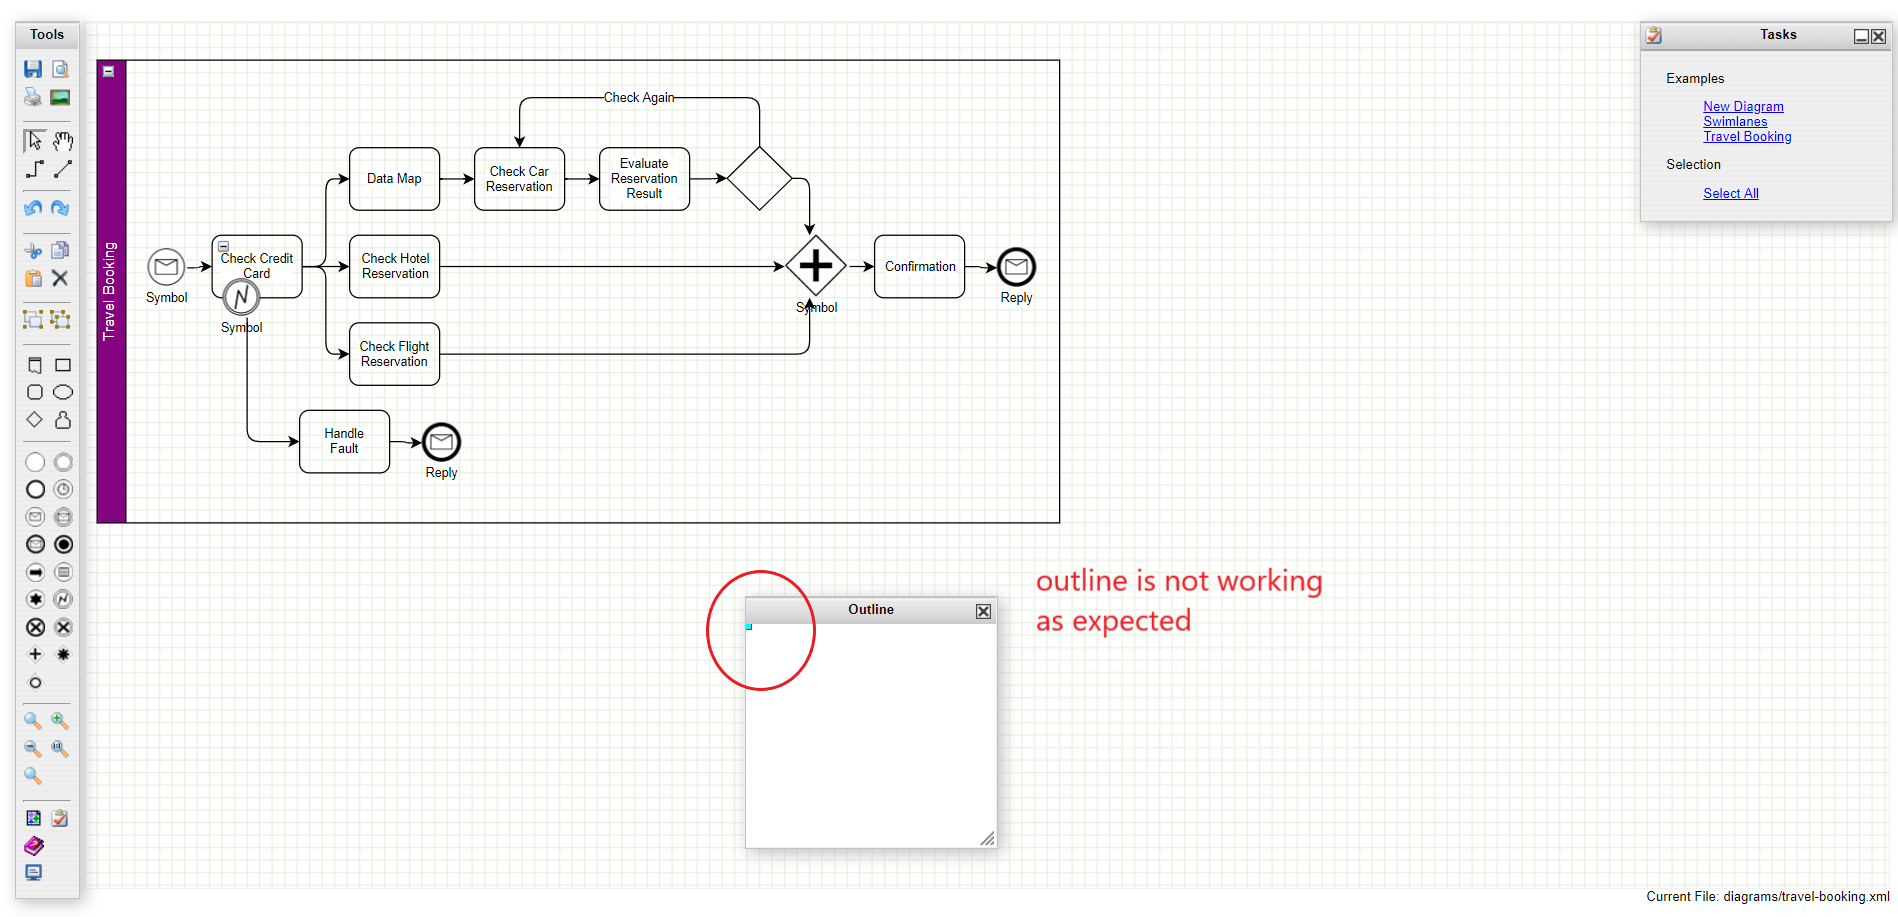 Tools
Tasks
Examples
New Diagram
Swimlanes
Travel Booking
Selection
Select All
Travel Booking
Check Again
Data Map
Check Car
Reservation
Evaluate
Reservation
Result
Symbol
Check Credit
Card
Symbol
Check Hotel
Reservation
Symbol
Confirmation
Reply
Check Flight
Reservation
Handle
Fault
Reply
Outline
outline is not working
as expected
Current File: diagrams/travel-booking.xml